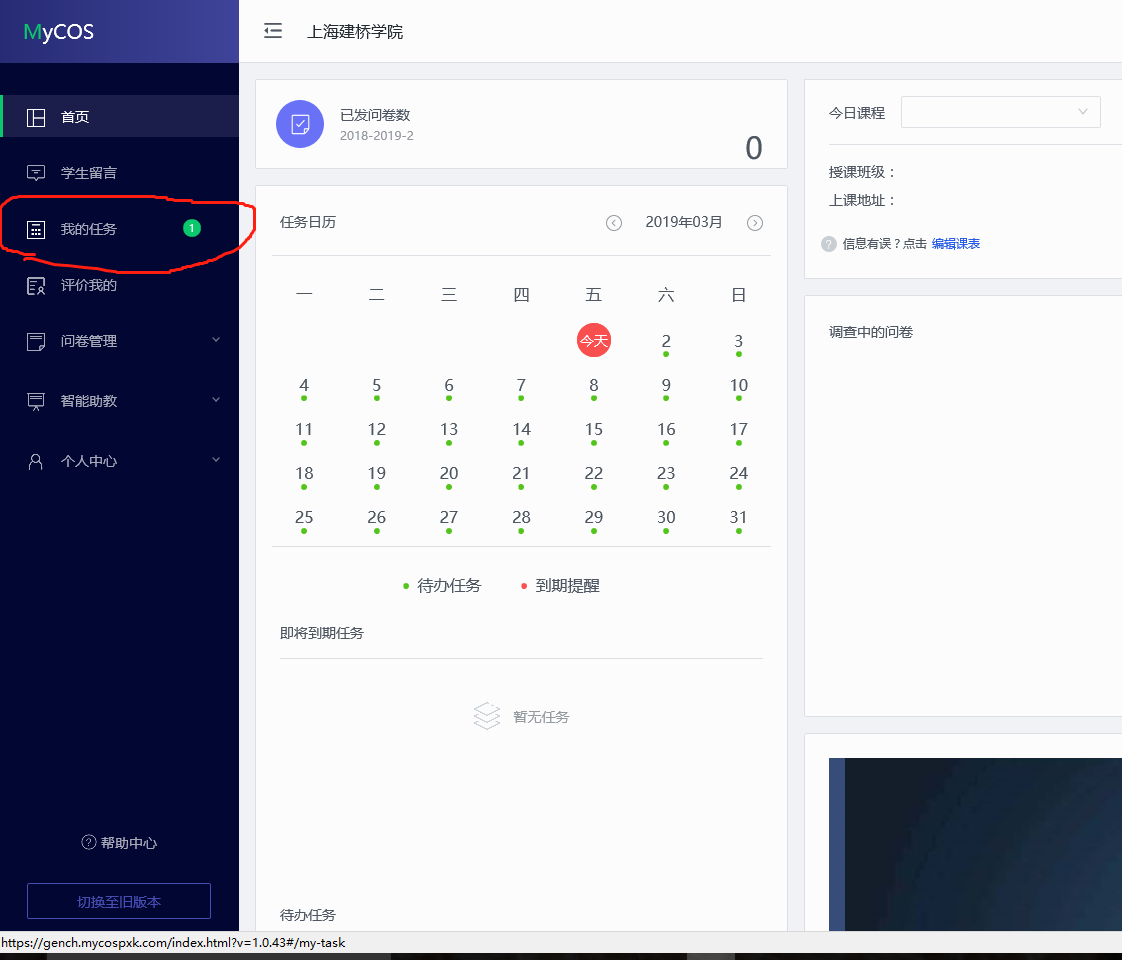 MyCOS
上海建桥学院
首页
学生留言
我的任务 1
评价我的
问卷管理
智能助教
个人中心
帮助中心
切换至旧版本
已发问卷数
2018-2019-2
0
任务日历 2019年03月
一 二 三 四 五 六 日
今天 2 3
4 5 6 7 8 9 10
11 12 13 14 15 16 17
18 19 20 21 22 23 24
25 26 27 28 29 30 31
待办任务 到期提醒
即将到期任务
暂无任务
待办任务
今日课程
授课班级：
上课地址：
? 信息有误？点击 编辑课表
调查中的问卷
https://gench.mycospxk.com/index.html?v=1.0.43#/my-task